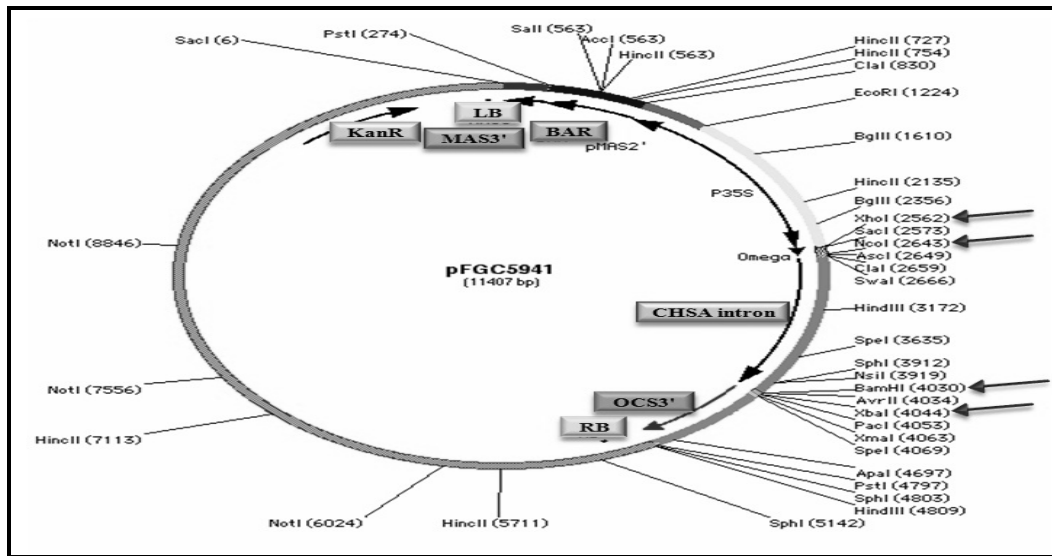 SacI (6)
PstI (274)
SalI (563)
AccI (563)
HincII (563)
HincII (727)
HincII (754)
ClaI (830)
EcoRI (1224)
BglII (1610)
HincII (2135)
BglII (2356)
XhoI (2562)
SacI (2573)
NcoI (2643)
AscI (2649)
ClaI (2659)
SwaI (2666)
HindIII (3172)
SpeI (3635)
SphI (3912)
NsiI (3919)
BamHI (4030)
AvrII (4034)
XbaI (4044)
PacI (4053)
XmaI (4063)
SpeI (4069)
ApaI (4697)
PstI (4797)
SphI (4803)
HindIII (4809)
SphI (5142)
HincII (5711)
NotI (6024)
HincII (7113)
NotI (7556)
NotI (8846)
KanR
LB
MAS3'
BAR
pMAS2'
P35S
Omega
pFGC5941
(11407 bp)
CHSA intron
OCS3'
RB